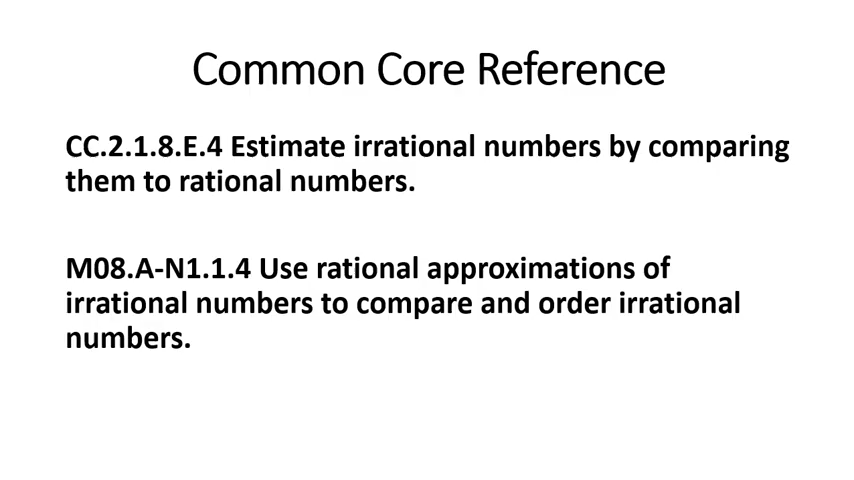 Common Core Reference
CC.2.1.8.E.4 Estimate irrational numbers by comparing
them to rational numbers.
M08.A-N1.1.4 Use rational approximations of
irrational numbers to compare and order irrational
numbers.